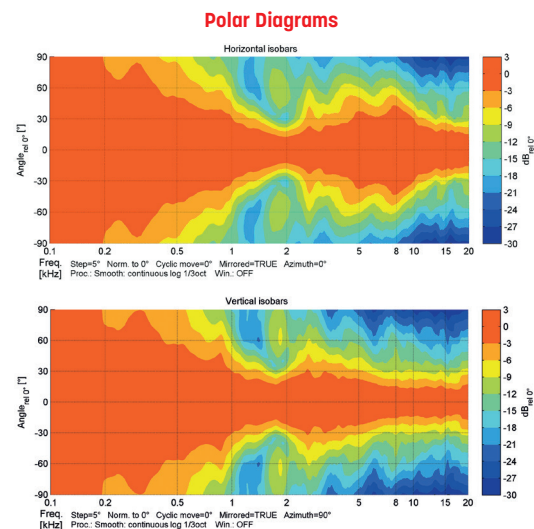 Polar Diagrams
Horizontal isobars
90
60
30
0
-30
-60
-90
Angle rel 0° [°]
0.1 0.2 0.5 1 2 5 8 10 20
3
0
-3
-6
-9
-12
-15
-18
-21
-24
-27
-30
dB rel 0°
Freq. Step=5° Norm. to 0° Cyclic move=0° Mirrored=TRUE Azimuth=0°
[kHz] Proc.: Smooth: continuous log 1/3oct Win.: OFF
Vertical isobars
90
60
30
0
-30
-60
-90
Angle rel 0° [°]
0.1 0.2 0.5 1 2 5 8 10 20
3
0
-3
-6
-9
-12
-15
-18
-21
-24
-27
-30
dB rel 0°
Freq. Step=5° Norm. to 0° Cyclic move=0° Mirrored=TRUE Azimuth=90°
[kHz] Proc.: Smooth: continuous log 1/3oct Win.: OFF